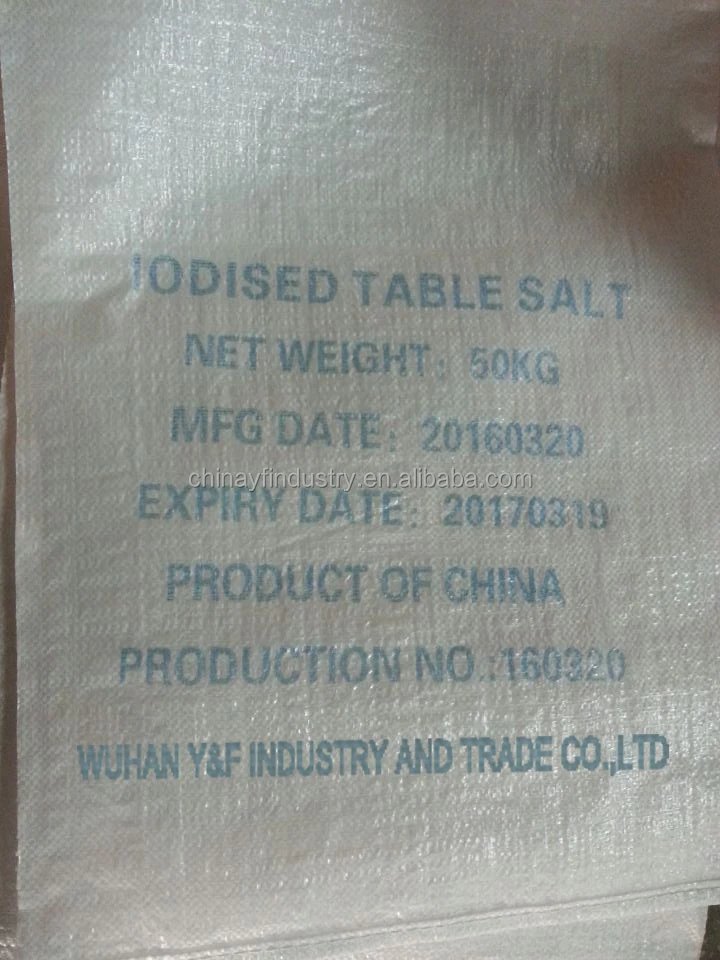 IODISED TABLE SALT
NET WEIGHT: 50KG
MFG DATE: 20160320
chinayfindustry.en.alibaba.com
EXPIRY DATE: 20170319
PRODUCT OF CHINA
PRODUCTION NO.:160320
WUHAN Y&F INDUSTRY AND TRADE CO.,LTD